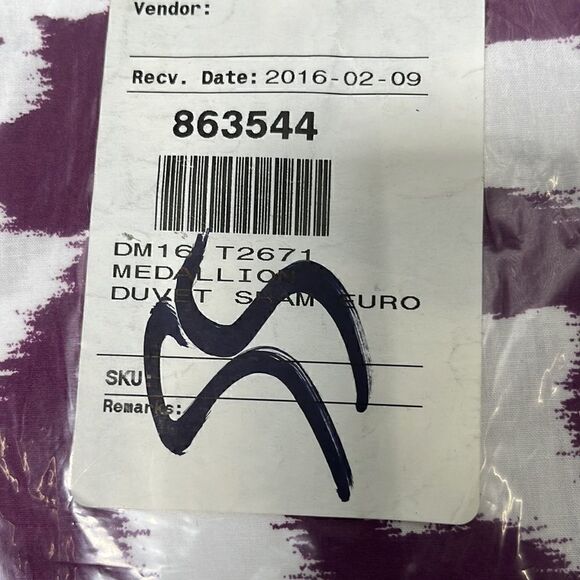 Vendor:
Recv. Date: 2016-02-09
863544
DM16 T2671
MEDALLION
DUVET SHAM EURO
SKU:
Remarks: